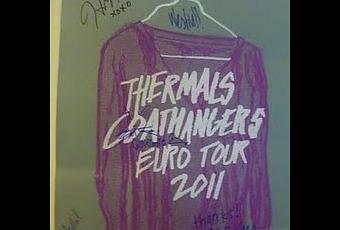 xoxo
THERMALS
COATHANGERS
EURO TOUR
2011
thanks!